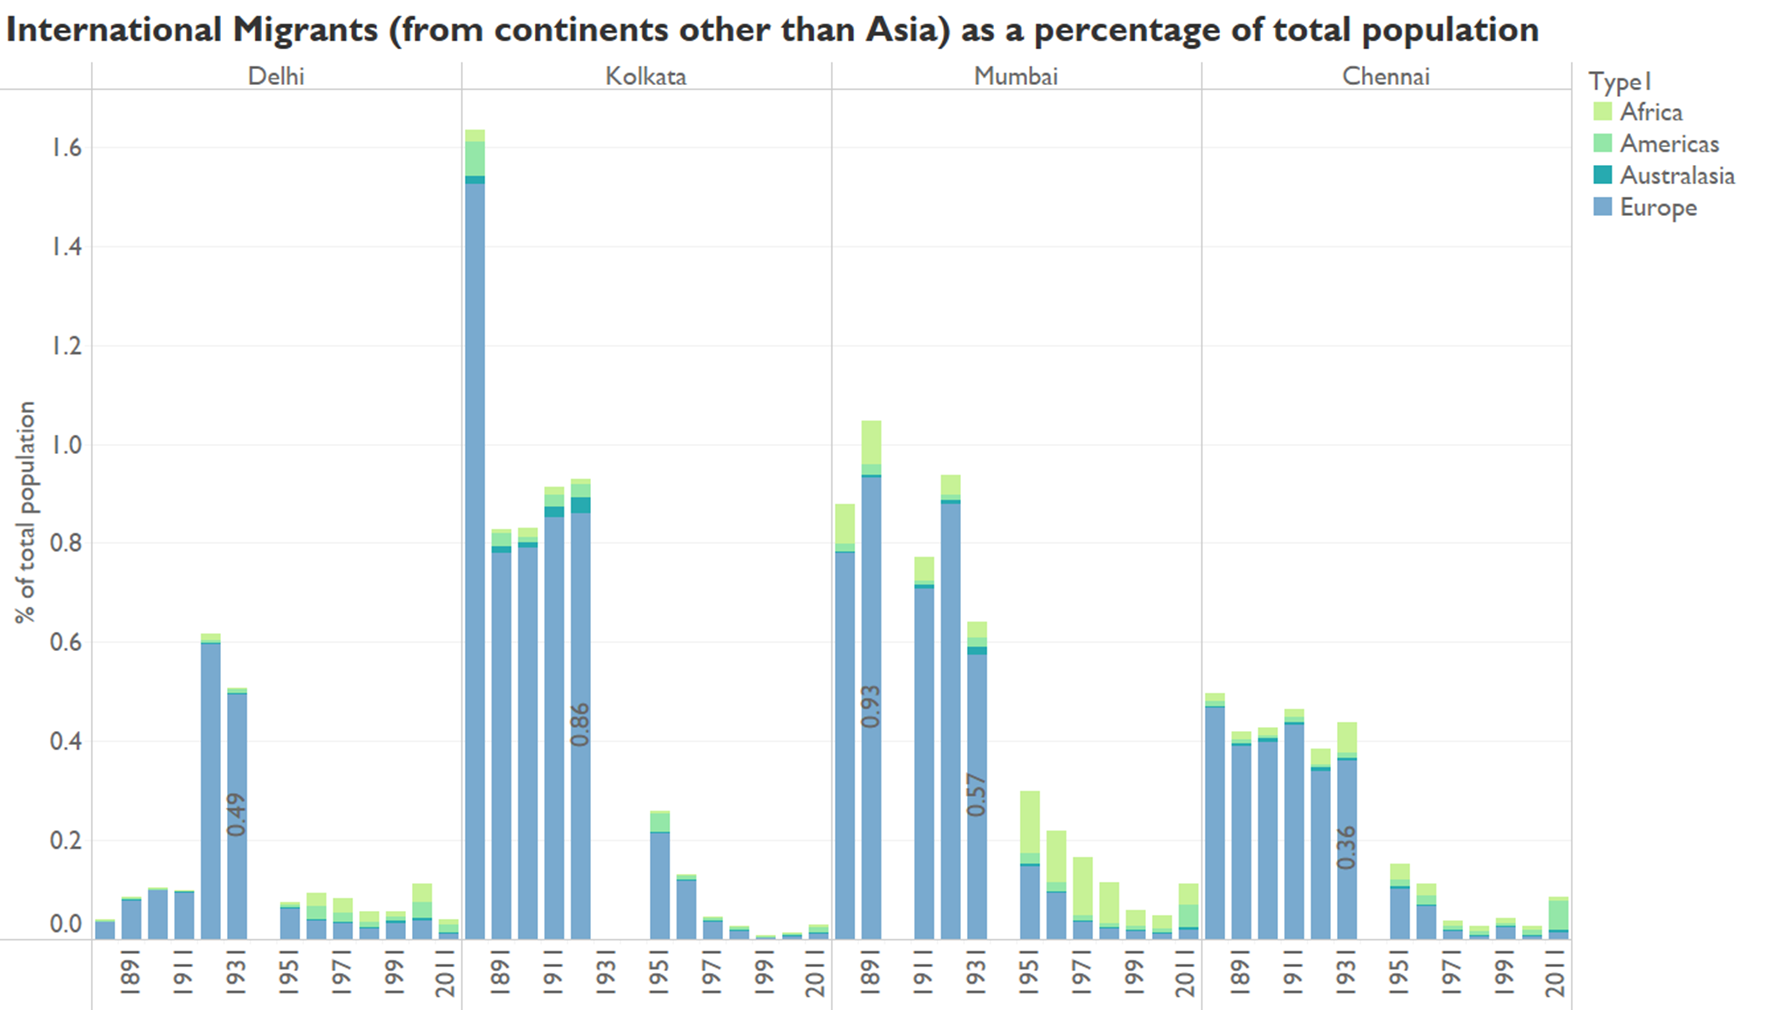 International Migrants (from continents other than Asia) as a percentage of total population
Delhi Kolkata Mumbai Chennai
Type1
Africa
Americas
Australasia
Europe
% of total population
1.6
1.4
1.2
1.0
0.8
0.6
0.4
0.2
0.0
0.49
0.86
0.93
0.57
0.36
1891 1911 1931 1951 1971 1991 2011 1891 1911 1931 1951 1971 1991 2011 1891 1911 1931 1951 1971 1991 2011 1891 1911 1931 1951 1971 1991 2011